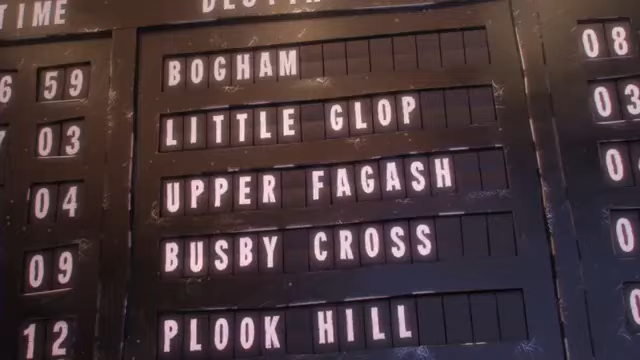 TIME
59 BOGHAM 08
03 LITTLE GLOP
04 UPPER FAGASH
09 BUSBY CROSS
12 PLOOK HILL